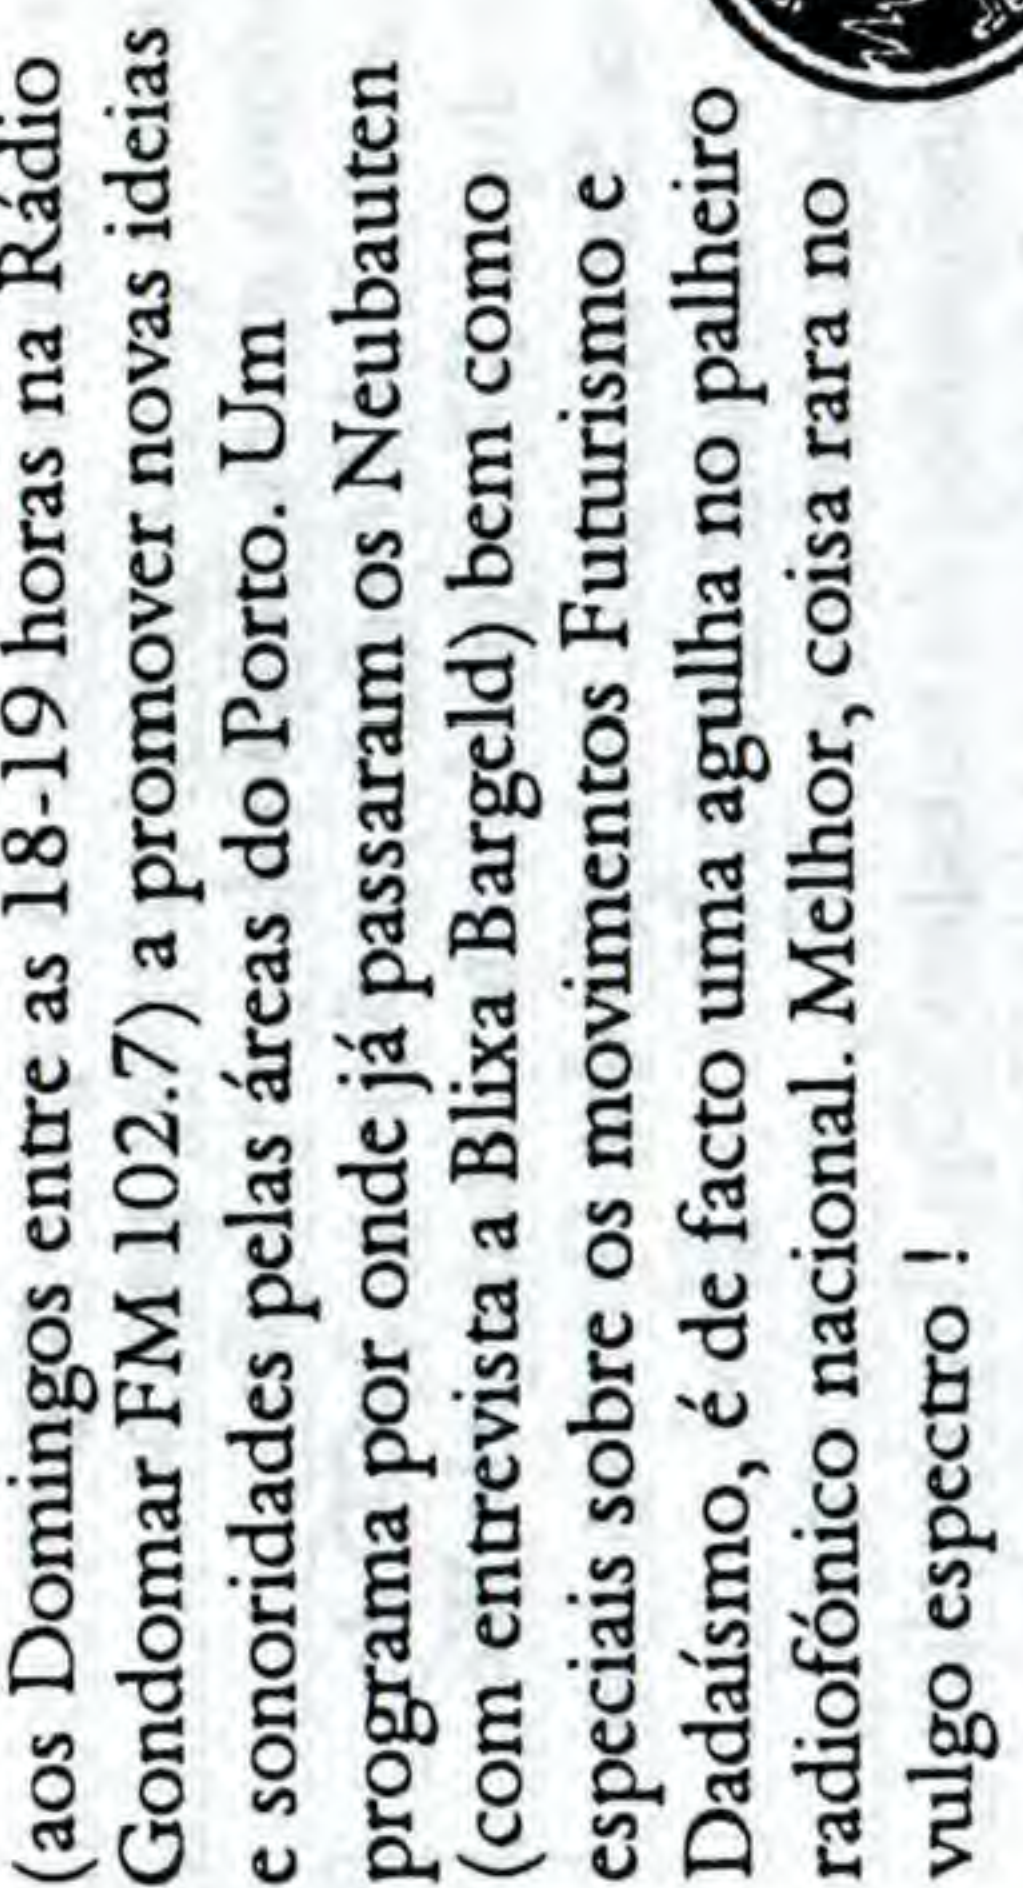 (aos Domingos entre as 18-19 horas na Rádio
Gondomar FM 102.7) a promover novas ideias
e sonoridades pelas áreas do Porto. Um
programa por onde já passaram os Neubauten
(com entrevista a Blixa Bargeld) bem como
especiais sobre os movimentos Futurismo e
Dadaísmo, é de facto uma agulha no palheiro
radiofónico nacional. Melhor, coisa rara no
vulgo espectro !